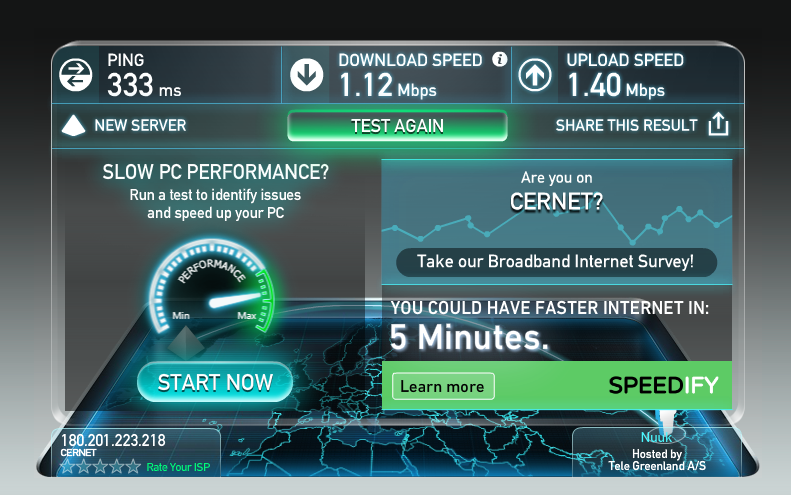 PING
333 ms
DOWNLOAD SPEED i
1.12 Mbps
UPLOAD SPEED
1.40 Mbps
NEW SERVER
TEST AGAIN
SHARE THIS RESULT
SLOW PC PERFORMANCE?
Run a test to identify issues
and speed up your PC
PERFORMANCE
Min
Max
START NOW
Are you on
CERNET?
Take our Broadband Internet Survey!
YOU COULD HAVE FASTER INTERNET IN:
5 Minutes.
Learn more
SPEEDIFY
180.201.223.218
CERNET
Rate Your ISP
Nuuk
Hosted by
Tele Greenland A/S